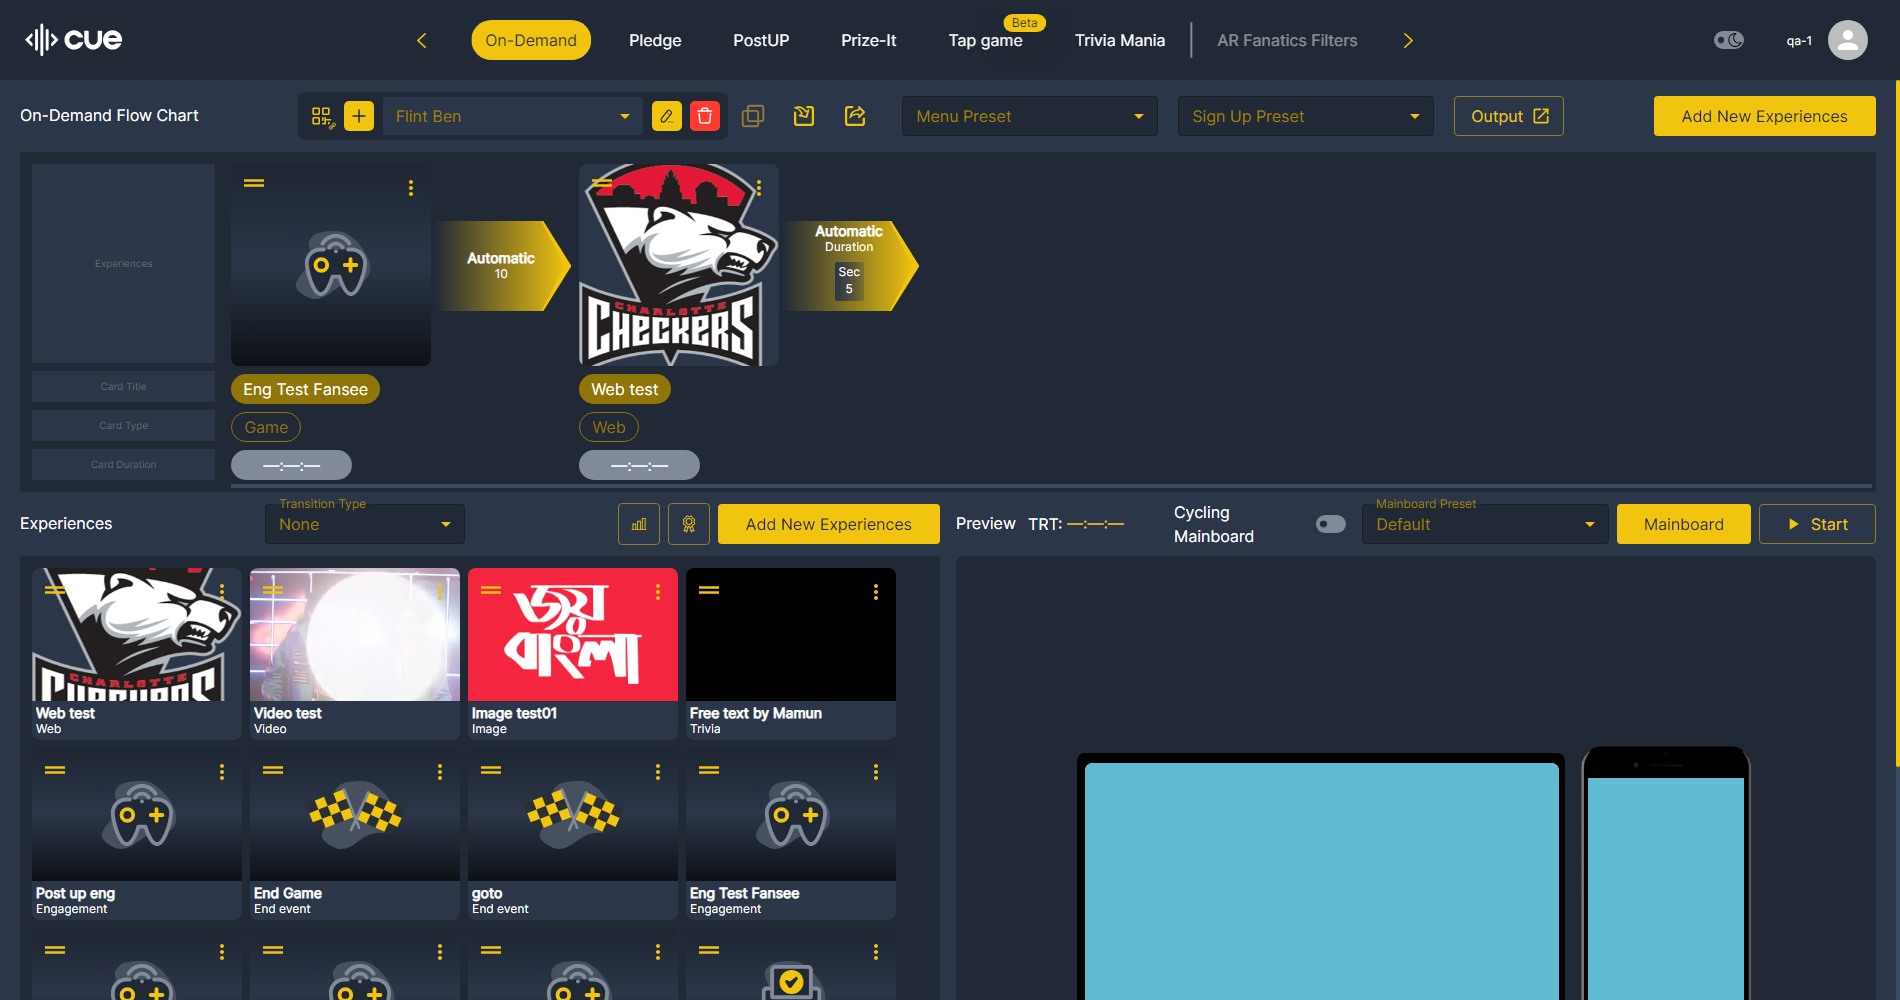 cue
On-Demand
Pledge
PostUP
Prize-It
Tap game
Beta
Trivia Mania
AR Fanatics Filters
qa-1
On-Demand Flow Chart
Flint Ben
Menu Preset
Sign Up Preset
Output
Add New Experiences
Experiences
Card Title
Card Type
Card Duration
Automatic
10
CHARLOTTE
CHECKERS
Automatic
Duration
Sec
5
Eng Test Fansee
Game
—:—:—
Web test
Web
—:—:—
Experiences
Transition Type
None
Add New Experiences
Preview TRT: —:—:—
Cycling
Mainboard
Mainboard Preset
Default
Mainboard
Start
CHARLOTTE
CHECKERS
Web test
Web
Video test
Video
জয়
বাংলা
Image test01
Image
Free text by Mamun
Trivia
Post up eng
Engagement
End Game
End event
goto
End event
Eng Test Fansee
Engagement